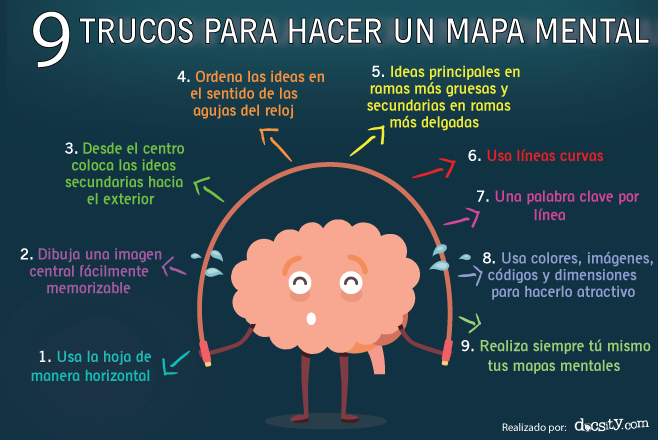 9 TRUCOS PARA HACER UN MAPA MENTAL
1. Usa la hoja de
manera horizontal
2. Dibuja una imagen
central fácilmente
memorizable
3. Desde el centro
coloca las ideas
secundarias hacia
el exterior
4. Ordena las ideas en
el sentido de las
agujas del reloj
5. Ideas principales en
ramas más gruesas y
secundarias en ramas
más delgadas
6. Usa líneas curvas
7. Una palabra clave por
línea
8. Usa colores, imágenes,
códigos y dimensiones
para hacerlo atractivo
9. Realiza siempre tú mismo
tus mapas mentales
Realizado por: docsity.com